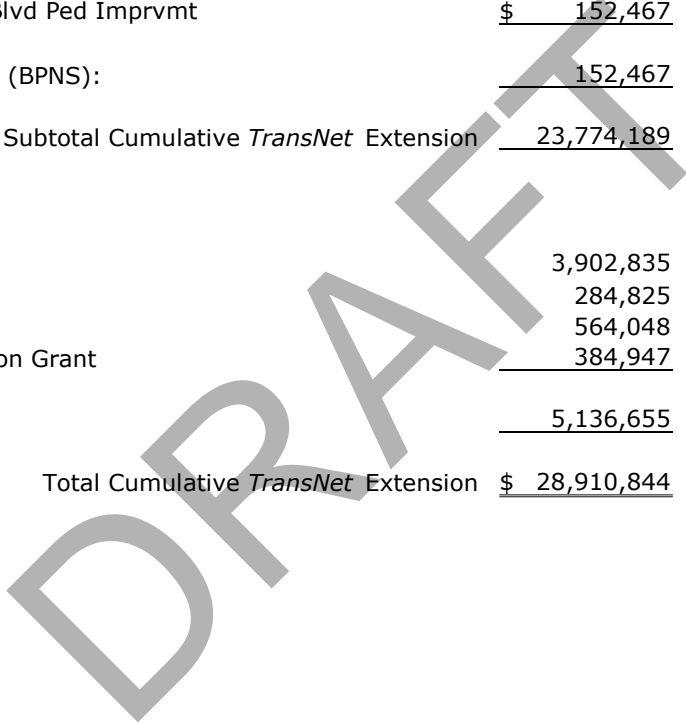 Blvd Ped Imprvmt $ 152,467
(BPNS): 152,467
Subtotal Cumulative TransNet Extension 23,774,189
3,902,835
284,825
564,048
on Grant 384,947
5,136,655
Total Cumulative TransNet Extension $ 28,910,844
DRAFT